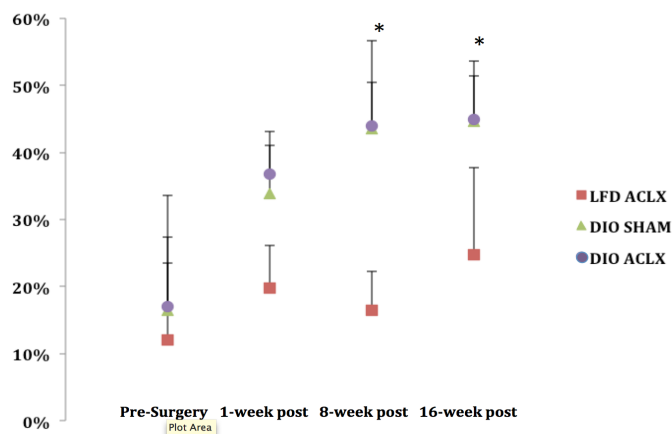 60%
*
*
50%
40%
30%
LFD ACLX
DIO SHAM
DIO ACLX
20%
10%
Pre-Surgery 1-week post 8-week post 16-week post
0%
Plot Area